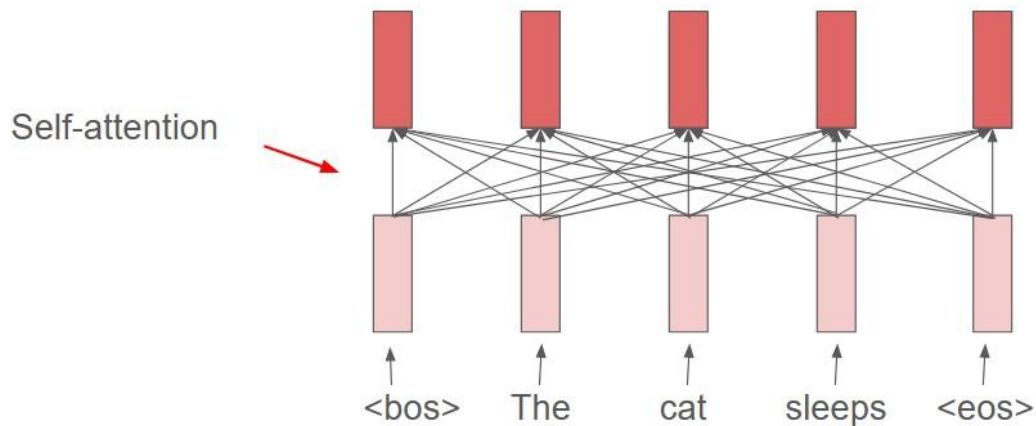 Self-attention
<bos> The cat sleeps <eos>